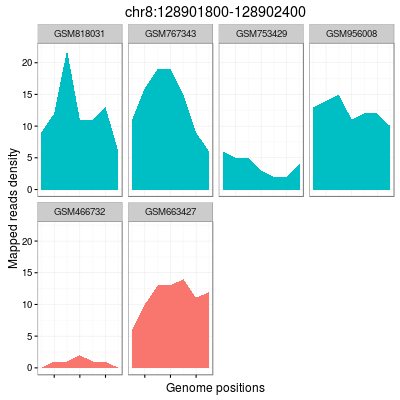 chr8:128901800-128902400
GSM818031 GSM767343 GSM753429 GSM956008
20
15
10
5
0
Mapped reads density
GSM466732 GSM663427
20
15
10
5
0
Genome positions